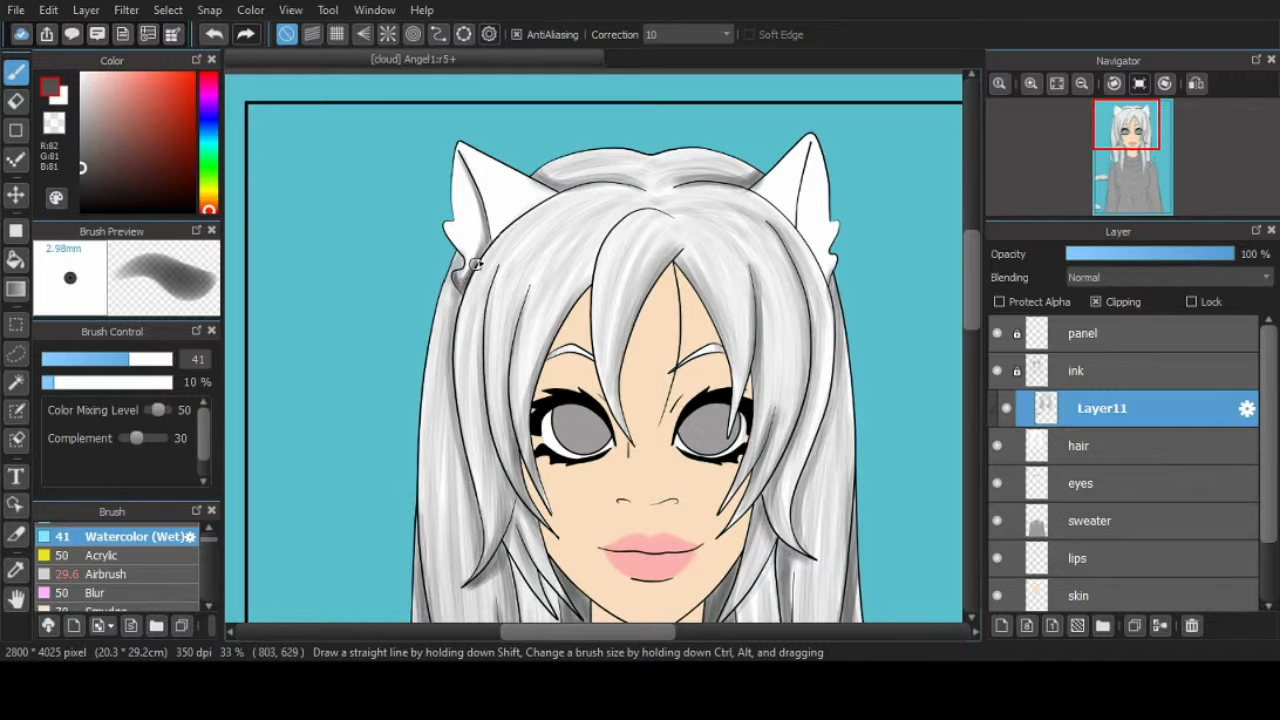 File Edit Layer Filter Select Snap Color View Tool Window Help
AntiAliasing Correction 10 Soft Edge
Color
[cloud] Angel1:r5+
Navigator
R:82
G:81
B:81
Brush Preview
2.98mm
Brush Control
41
10 %
Color Mixing Level 50
Complement 30
Brush
41 Watercolor (Wet)
50 Acrylic
29.6 Airbrush
50 Blur
Layer
Opacity 100 %
Blending Normal
Protect Alpha Clipping Lock
panel
ink
Layer11
hair
eyes
sweater
lips
skin
2800 * 4025 pixel (20.3 * 29.2cm) 350 dpi 33 % ( 803, 629 ) Draw a straight line by holding down Shift, Change a brush size by holding down Ctrl, Alt, and dragging